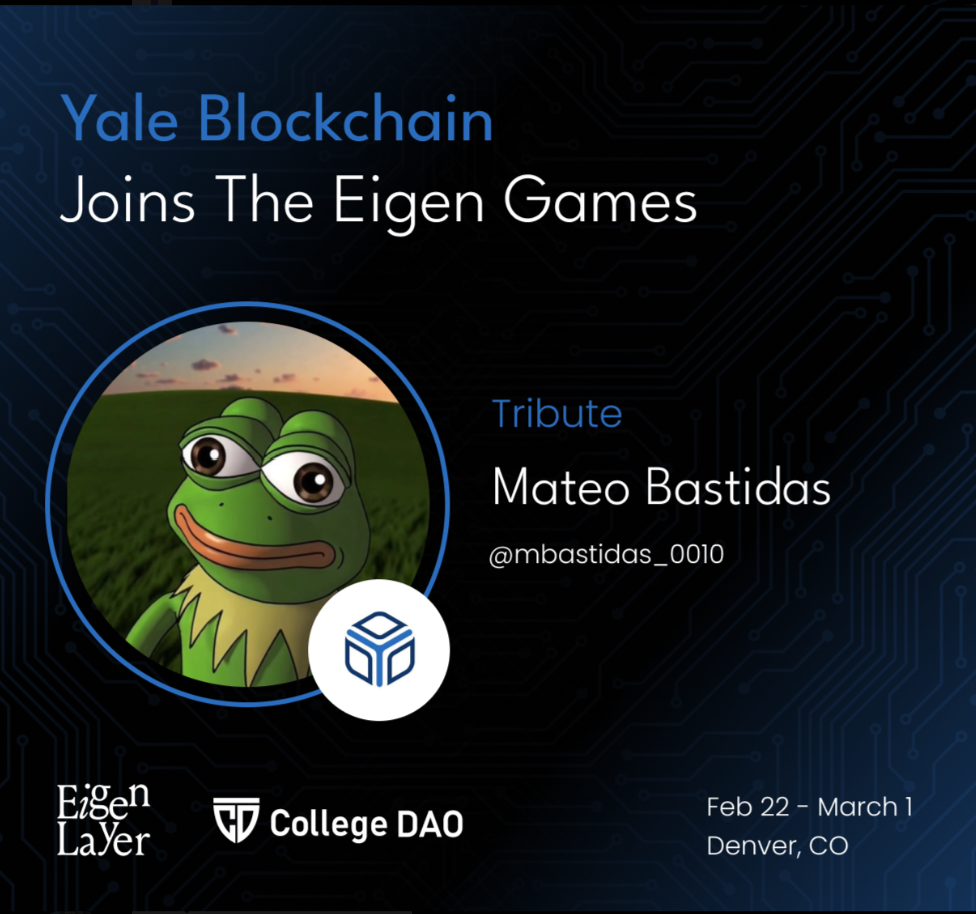 Yale Blockchain
Joins The Eigen Games
Tribute
Mateo Bastidas
@mbastidas_0010
Eigen
Layer
College DAO
Feb 22 - March 1
Denver, CO